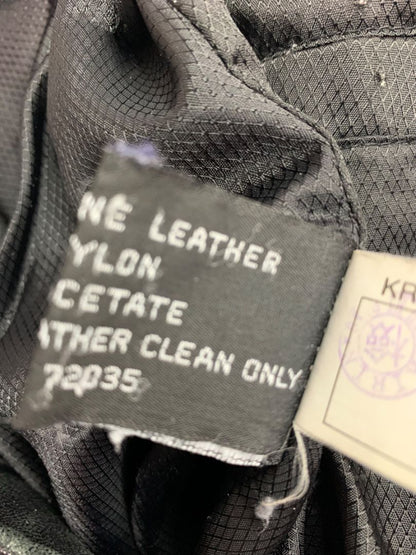 NE LEATHER
YLON
CETATE
ATHER CLEAN ONLY
72035
KR